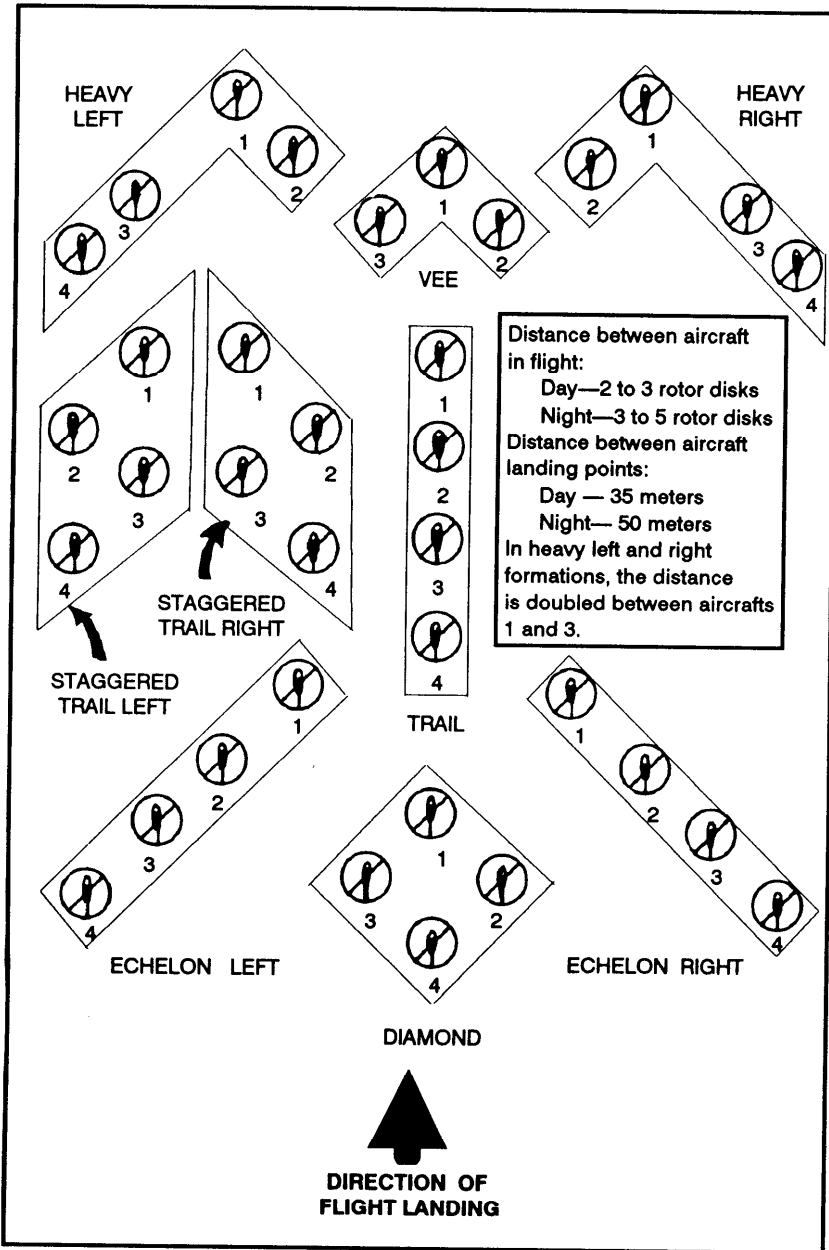 HEAVY
LEFT
1
2
3
4
HEAVY
RIGHT
1
2
3
4
1
3
2
VEE
1
2
3
4
STAGGERED
TRAIL LEFT
1
2
3
4
STAGGERED
TRAIL RIGHT
1
2
3
4
TRAIL
Distance between aircraft
in flight:
Day—2 to 3 rotor disks
Night—3 to 5 rotor disks
Distance between aircraft
landing points:
Day — 35 meters
Night— 50 meters
In heavy left and right
formations, the distance
is doubled between aircrafts
1 and 3.
1
2
3
4
ECHELON LEFT
1
3
2
4
DIAMOND
1
2
3
4
ECHELON RIGHT
DIRECTION OF
FLIGHT LANDING